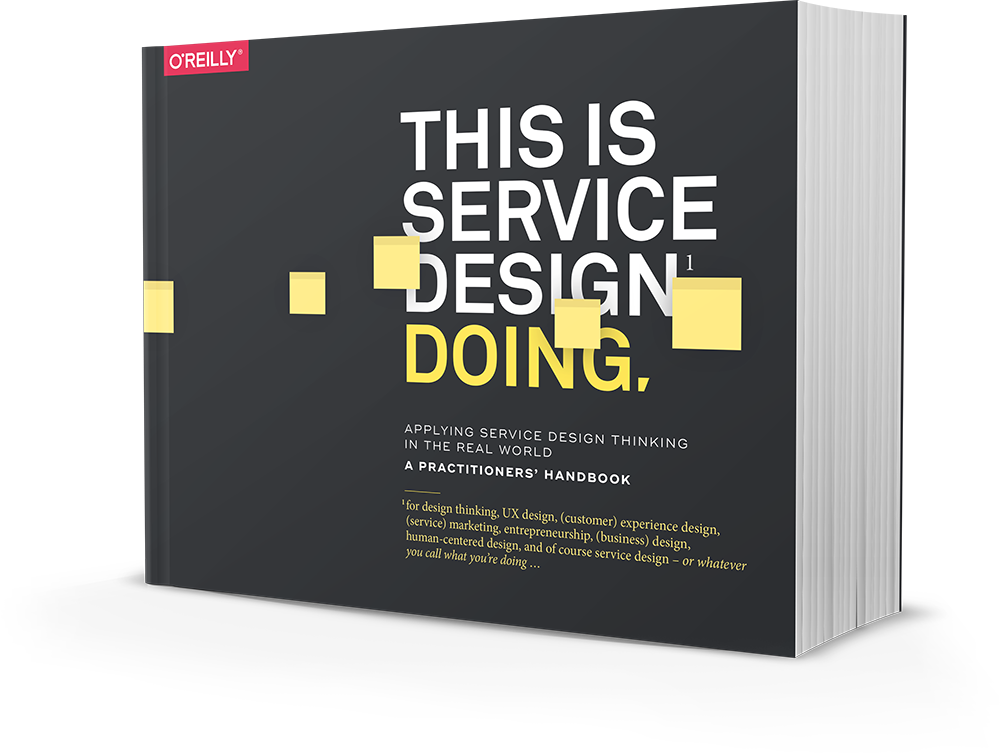 O'REILLY®
THIS IS
SERVICE
DESIGN¹
DOING.
APPLYING SERVICE DESIGN THINKING
IN THE REAL WORLD
A PRACTITIONERS’ HANDBOOK
¹for design thinking, UX design, (customer) experience design,
(service) marketing, entrepreneurship, (business) design,
human-centered design, and of course service design – or whatever
you call what you’re doing …